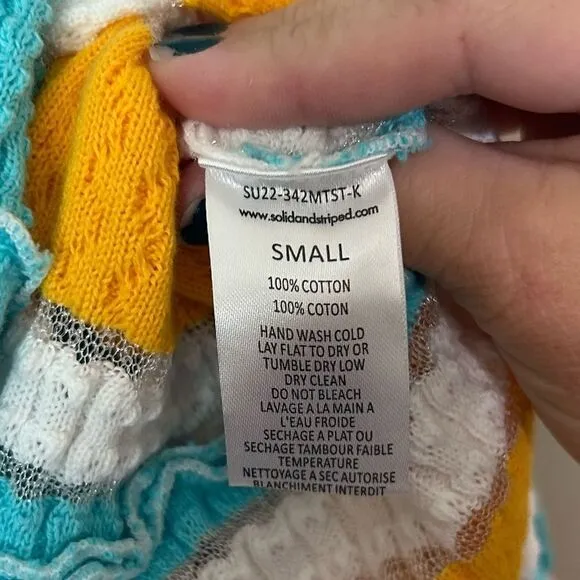 SU22-342MTST-K
www.solidandstriped.com
SMALL
100% COTTON
100% COTON
HAND WASH COLD
LAY FLAT TO DRY OR
TUMBLE DRY LOW
DRY CLEAN
DO NOT BLEACH
LAVAGE A LA MAIN A
L'EAU FROIDE
SECHAGE A PLAT OU
SECHAGE TAMBOUR FAIBLE
TEMPERATURE
NETTOYAGE A SEC AUTORISE
BLANCHIMENT INTERDIT